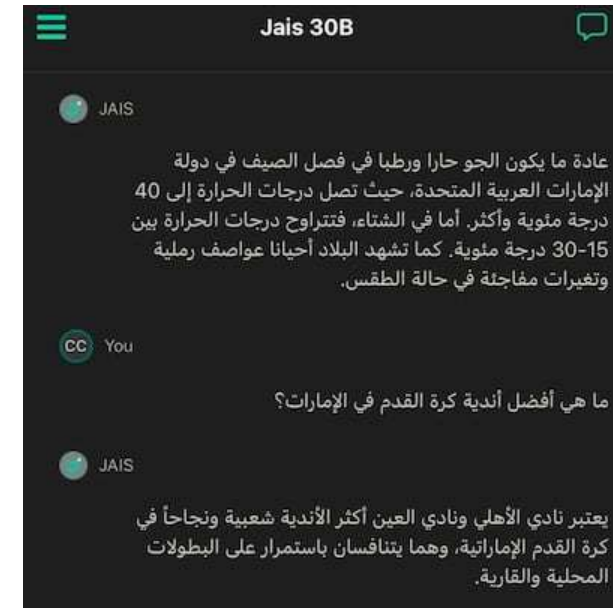 Jais 30B
JAIS
عادة ما يكون الجو حارا ورطبا في فصل الصيف في دولة
الإمارات العربية المتحدة، حيث تصل درجات الحرارة إلى 40
درجة مئوية وأكثر. أما في الشتاء، فتتراوح درجات الحرارة بين
15-30 درجة مئوية. كما تشهد البلاد أحيانا عواصف رملية
وتغيرات مفاجئة في حالة الطقس.
CC You
ما هي أفضل أندية كرة القدم في الإمارات؟
JAIS
يعتبر نادي الأهلي ونادي العين أكثر الأندية شعبية ونجاحاً في
كرة القدم الإماراتية، وهما يتنافسان باستمرار على البطولات
المحلية والقارية.